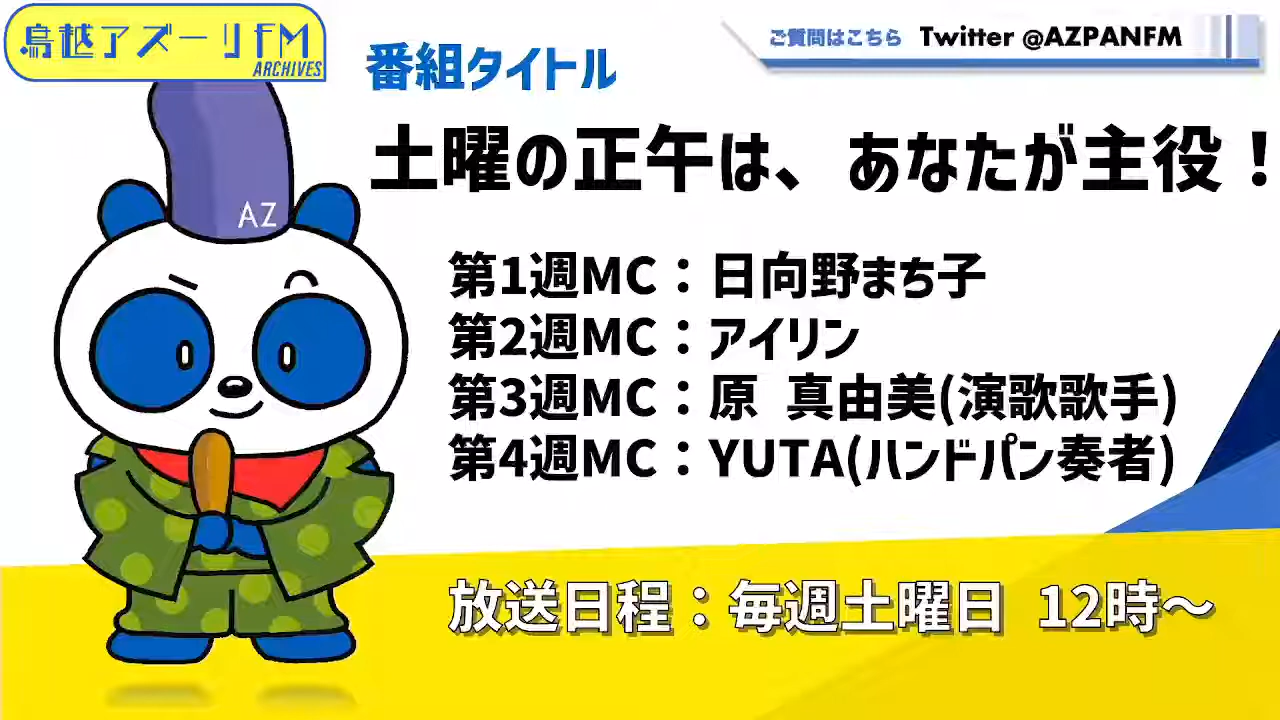 鳥越アズーリFM
ARCHIVES
ご質問はこちら Twitter @AZPANFM
番組タイトル
土曜の正午は、あなたが主役！
AZ
第1週MC：日向野まち子
第2週MC：アイリン
第3週MC：原 真由美(演歌歌手)
第4週MC：YUTA(ハンドパン奏者)
放送日程：毎週土曜日 12時～